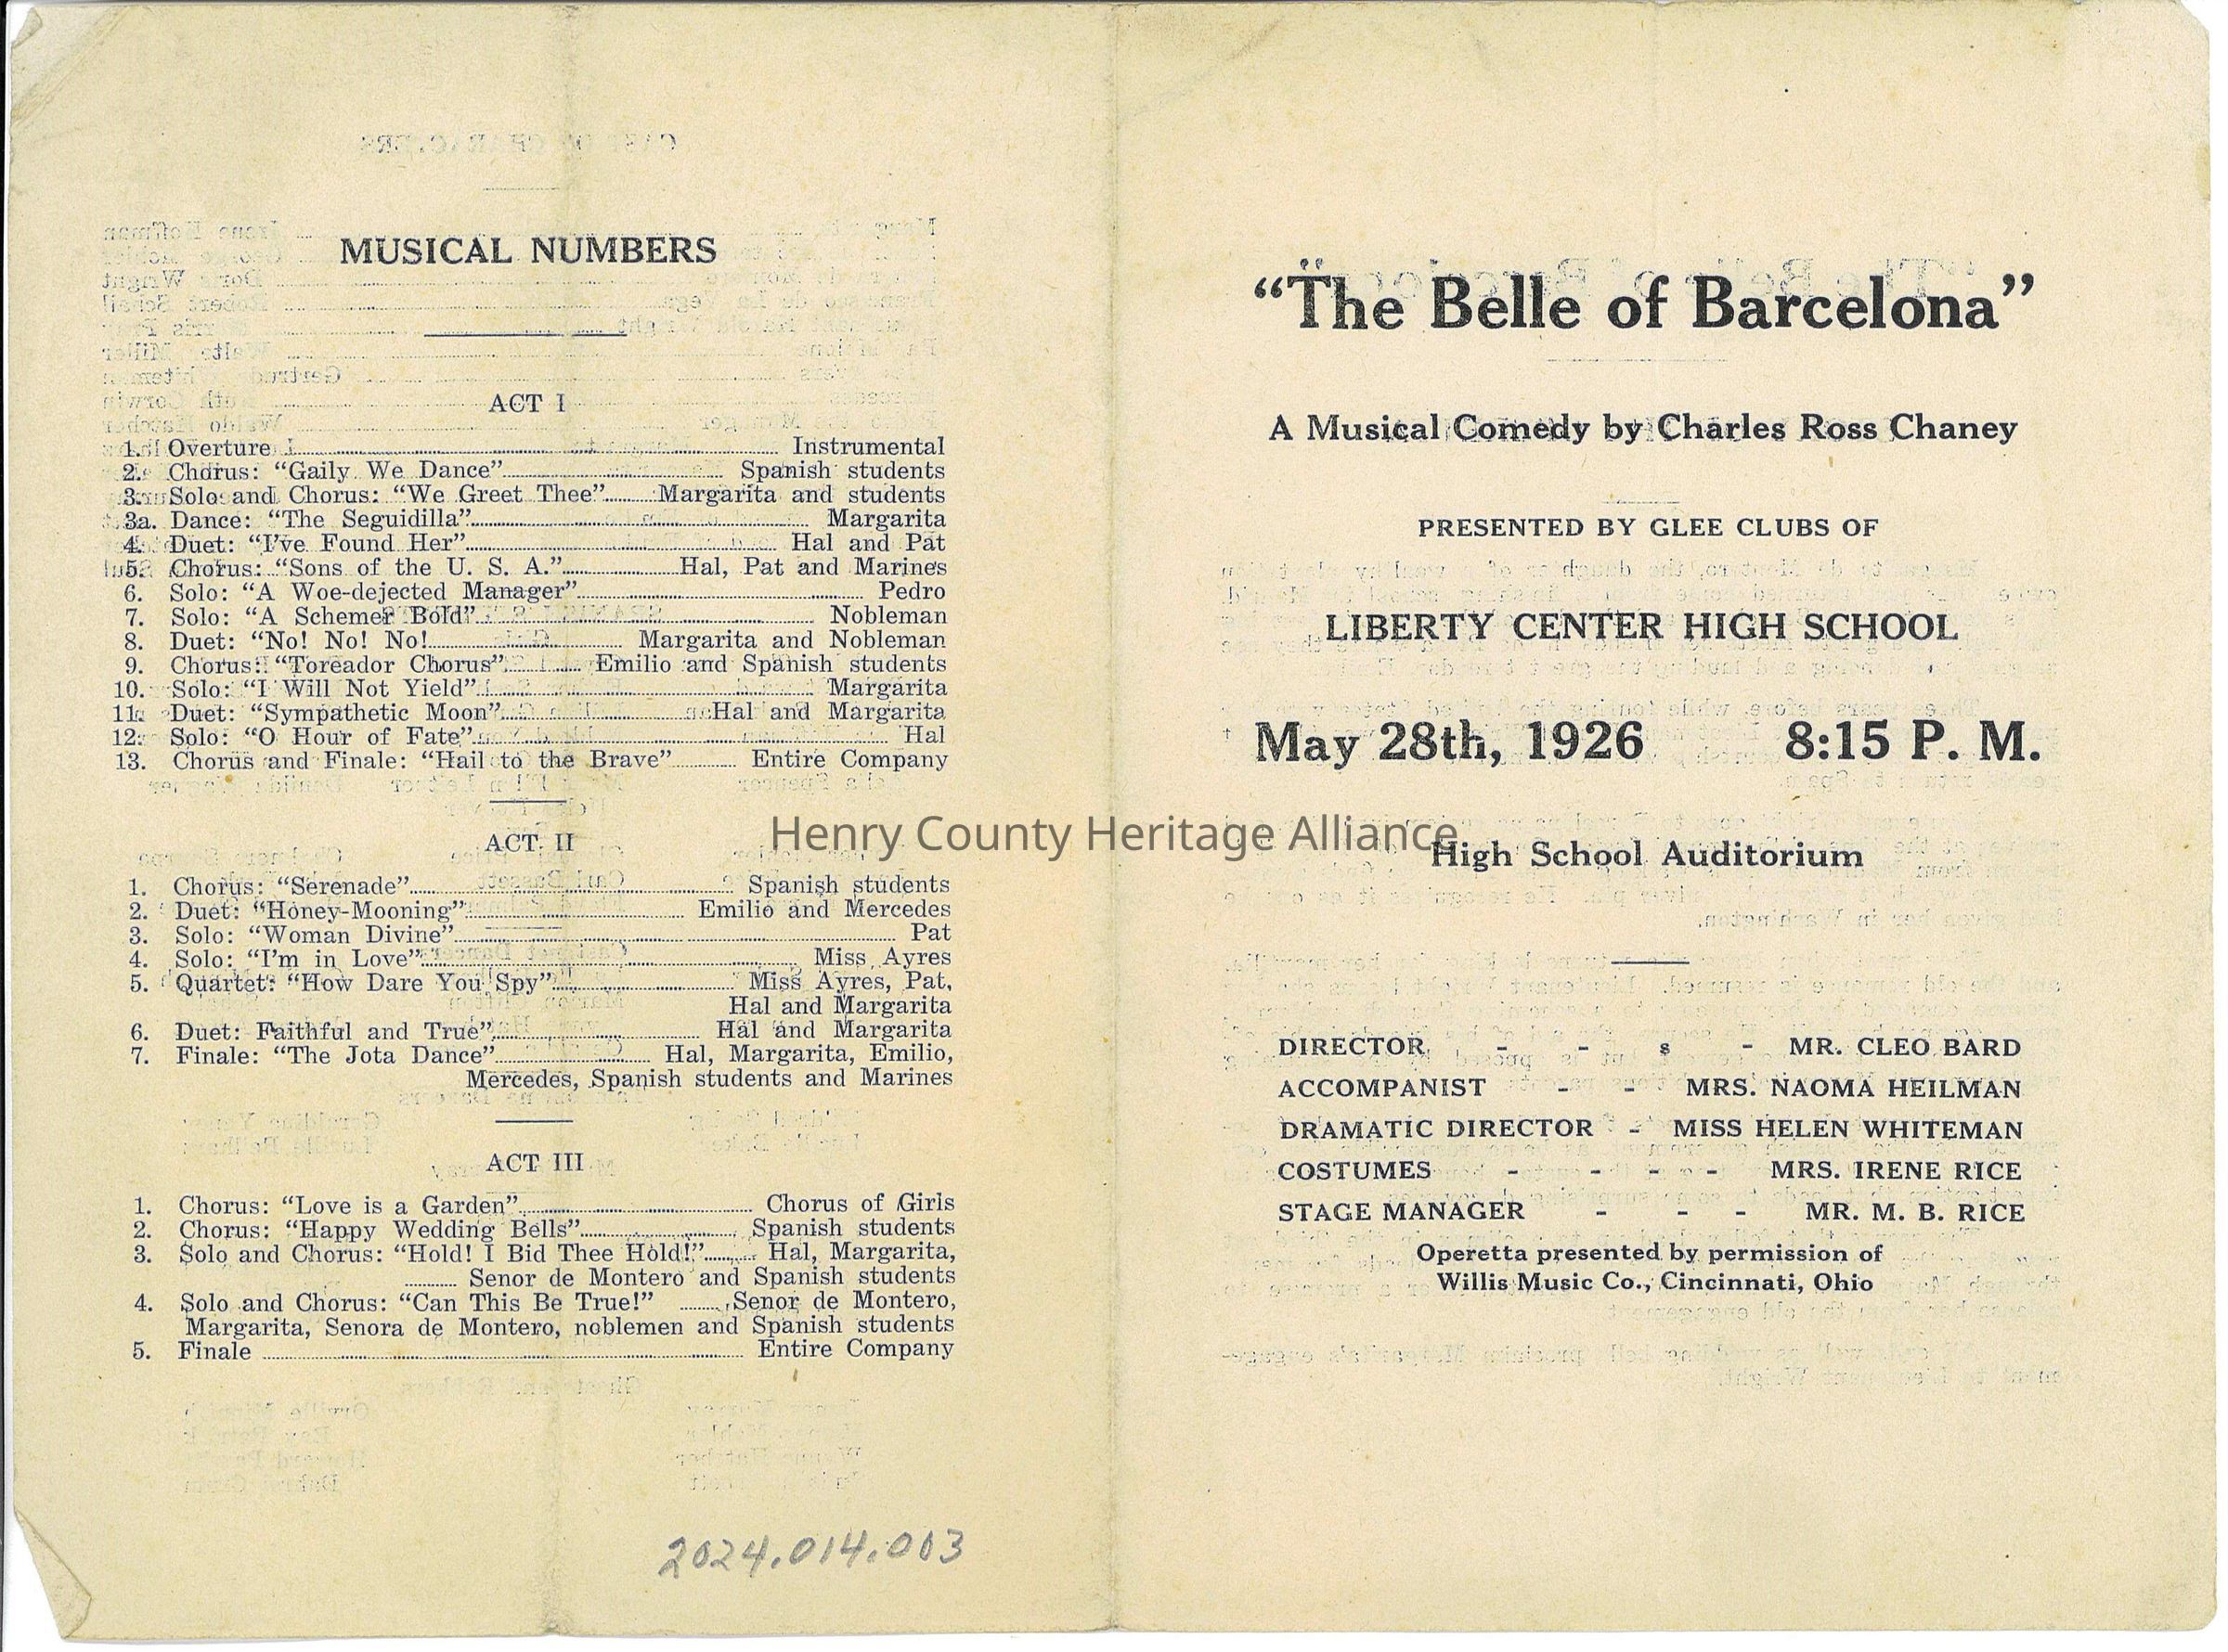 MUSICAL NUMBERS
ACT I
1. Overture ........ Instrumental
2. Chorus: “Gaily We Dance”........ Spanish students
3. Solo and Chorus: “We Greet Thee”........ Margarita and students
3a. Dance: “The Seguidilla”........ Margarita
4. Duet: “I’ve Found Her”........ Hal and Pat
5. Chorus: “Sons of the U. S. A.”........ Hal, Pat and Marines
6. Solo: “A Woe-dejected Manager”........ Pedro
7. Solo: “A Schemer Bold”........ Nobleman
8. Duet: “No! No! No!........ Margarita and Nobleman
9. Chorus: “Toreador Chorus”........ Emilio and Spanish students
10. Solo: “I Will Not Yield”........ Margarita
11. Duet: “Sympathetic Moon”........ Hal and Margarita
12. Solo: “O Hour of Fate”........ Hal
13. Chorus and Finale: “Hail to the Brave”........ Entire Company
ACT II
1. Chorus: “Serenade”........ Spanish students
2. Duet: “Honey-Mooning”........ Emilio and Mercedes
3. Solo: “Woman Divine”........ Pat
4. Solo: “I’m in Love”........ Miss Ayres
5. Quartet: “How Dare You Spy”........ Miss Ayres, Pat,
Hal and Margarita
6. Duet: Faithful and True”........ Hal and Margarita
7. Finale: “The Jota Dance”........ Hal, Margarita, Emilio,
Mercedes, Spanish students and Marines
ACT III
1. Chorus: “Love is a Garden”........ Chorus of Girls
2. Chorus: “Happy Wedding Bells”........ Spanish students
3. Solo and Chorus: “Hold! I Bid Thee Hold!”........ Hal, Margarita,
........ Senor de Montero and Spanish students
4. Solo and Chorus: “Can This Be True!” ........ Senor de Montero,
Margarita, Senora de Montero, noblemen and Spanish students
5. Finale ........ Entire Company
2024.014.003
Henry County Heritage Alliance
“The Belle of Barcelona”
A Musical Comedy by Charles Ross Chaney
PRESENTED BY GLEE CLUBS OF
LIBERTY CENTER HIGH SCHOOL
May 28th, 1926 8:15 P. M.
High School Auditorium
DIRECTOR - - s - MR. CLEO BARD
ACCOMPANIST - - MRS. NAOMA HEILMAN
DRAMATIC DIRECTOR - MISS HELEN WHITEMAN
COSTUMES - - - - MRS. IRENE RICE
STAGE MANAGER - - - MR. M. B. RICE
Operetta presented by permission of
Willis Music Co., Cincinnati, Ohio